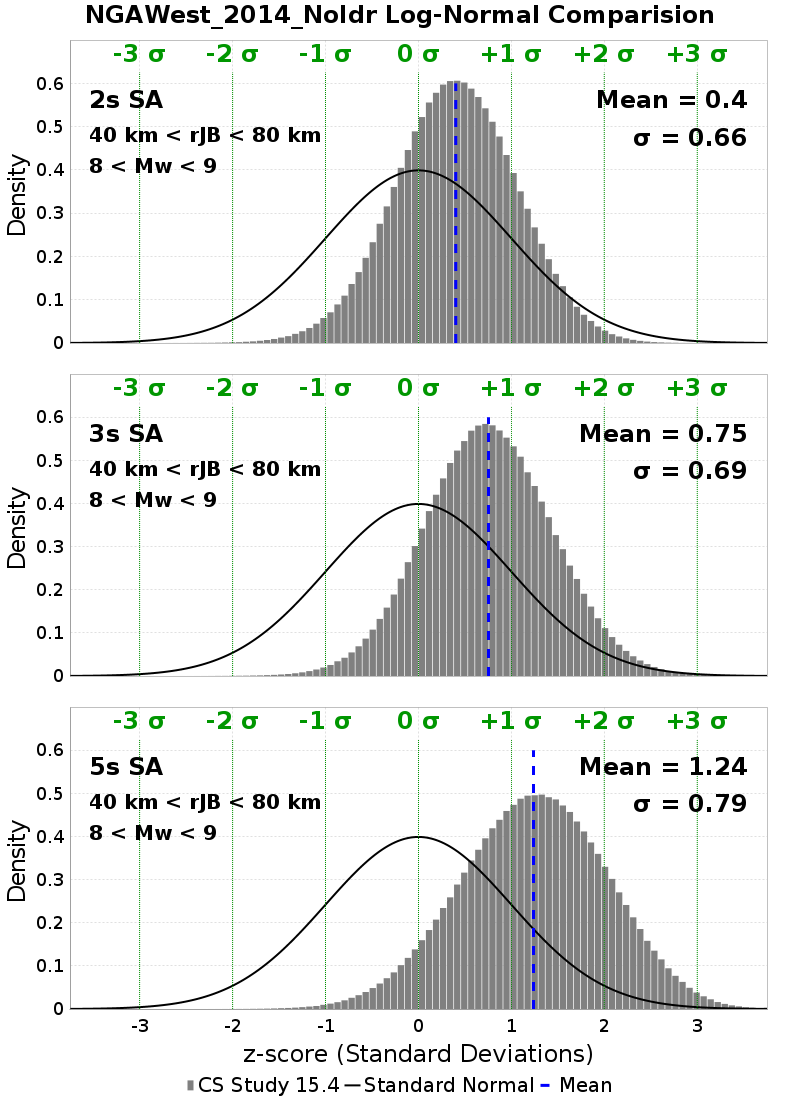 NGAWest_2014_NoIdr Log-Normal Comparision
-3 σ -2 σ -1 σ 0 σ +1 σ +2 σ +3 σ
2s SA
40 km < rJB < 80 km
8 < Mw < 9
Mean = 0.4
σ = 0.66
Density
0.6
0.5
0.4
0.3
0.2
0.1
0
-3 σ -2 σ -1 σ 0 σ +1 σ +2 σ +3 σ
3s SA
40 km < rJB < 80 km
8 < Mw < 9
Mean = 0.75
σ = 0.69
Density
0.6
0.5
0.4
0.3
0.2
0.1
0
-3 σ -2 σ -1 σ 0 σ +1 σ +2 σ +3 σ
5s SA
40 km < rJB < 80 km
8 < Mw < 9
Mean = 1.24
σ = 0.79
Density
0.6
0.5
0.4
0.3
0.2
0.1
0
-3 -2 -1 0 1 2 3
z-score (Standard Deviations)
CS Study 15.4 Standard Normal Mean